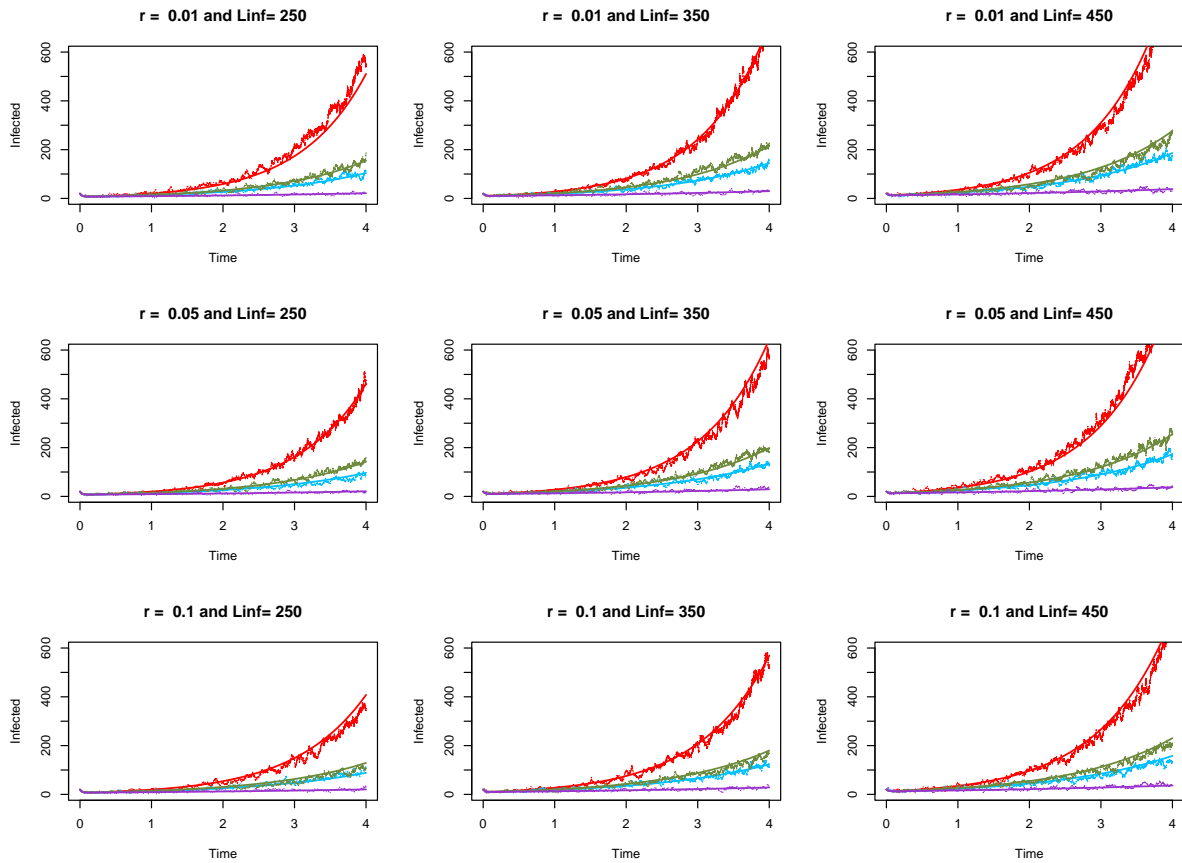 r =  0.01 and Linf= 250
Infected
600
400
200
0
0 1 2 3 4
Time
r =  0.01 and Linf= 350
Infected
600
400
200
0
0 1 2 3 4
Time
r =  0.01 and Linf= 450
Infected
600
400
200
0
0 1 2 3 4
Time
r =  0.05 and Linf= 250
Infected
600
400
200
0
0 1 2 3 4
Time
r =  0.05 and Linf= 350
Infected
600
400
200
0
0 1 2 3 4
Time
r =  0.05 and Linf= 450
Infected
600
400
200
0
0 1 2 3 4
Time
r =  0.1 and Linf= 250
Infected
600
400
200
0
0 1 2 3 4
Time
r =  0.1 and Linf= 350
Infected
600
400
200
0
0 1 2 3 4
Time
r =  0.1 and Linf= 450
Infected
600
400
200
0
0 1 2 3 4
Time